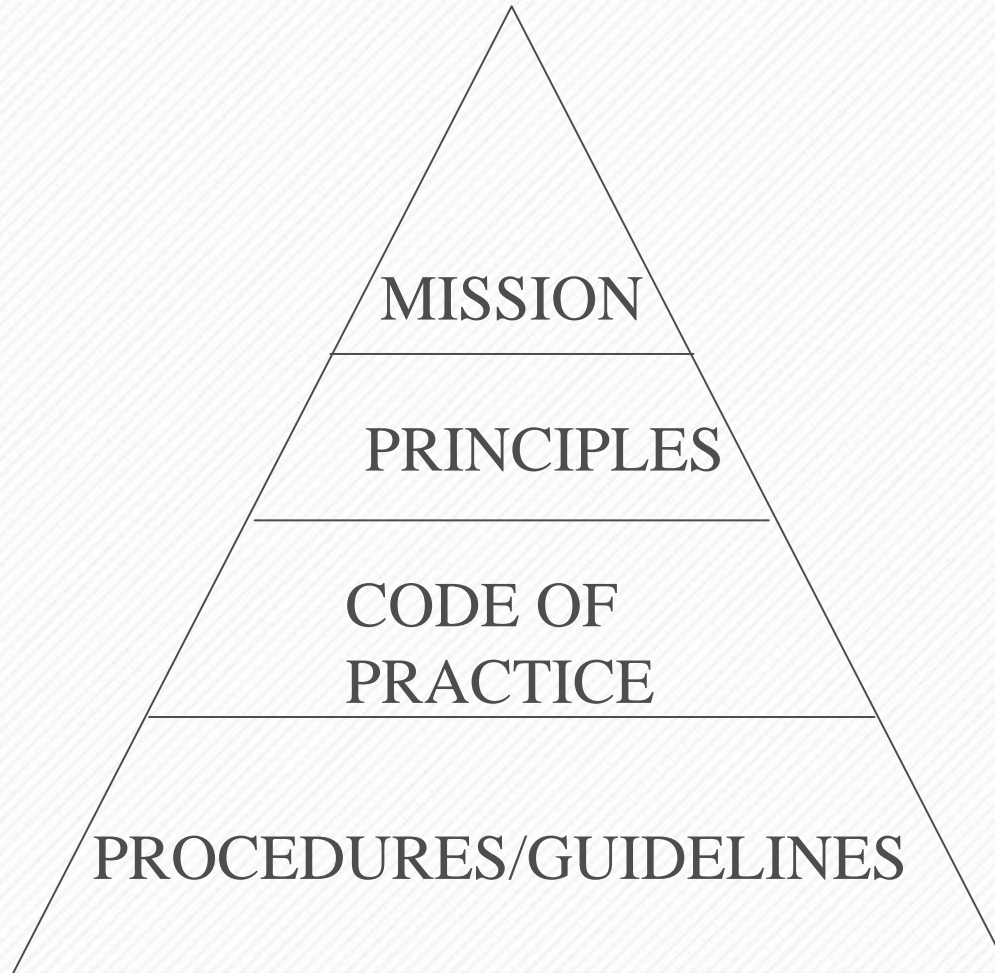 MISSION
PRINCIPLES
CODE OF
PRACTICE
PROCEDURES/GUIDELINES